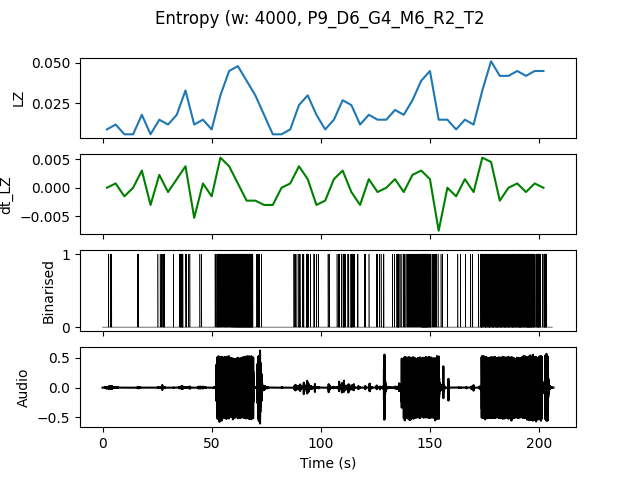 Entropy (w: 4000, P9_D6_G4_M6_R2_T2
0.050
0.025
LZ
0.005
0.000
−0.005
dt_LZ
1
0
Binarised
0.5
0.0
−0.5
Audio
0 50 100 150 200
Time (s)